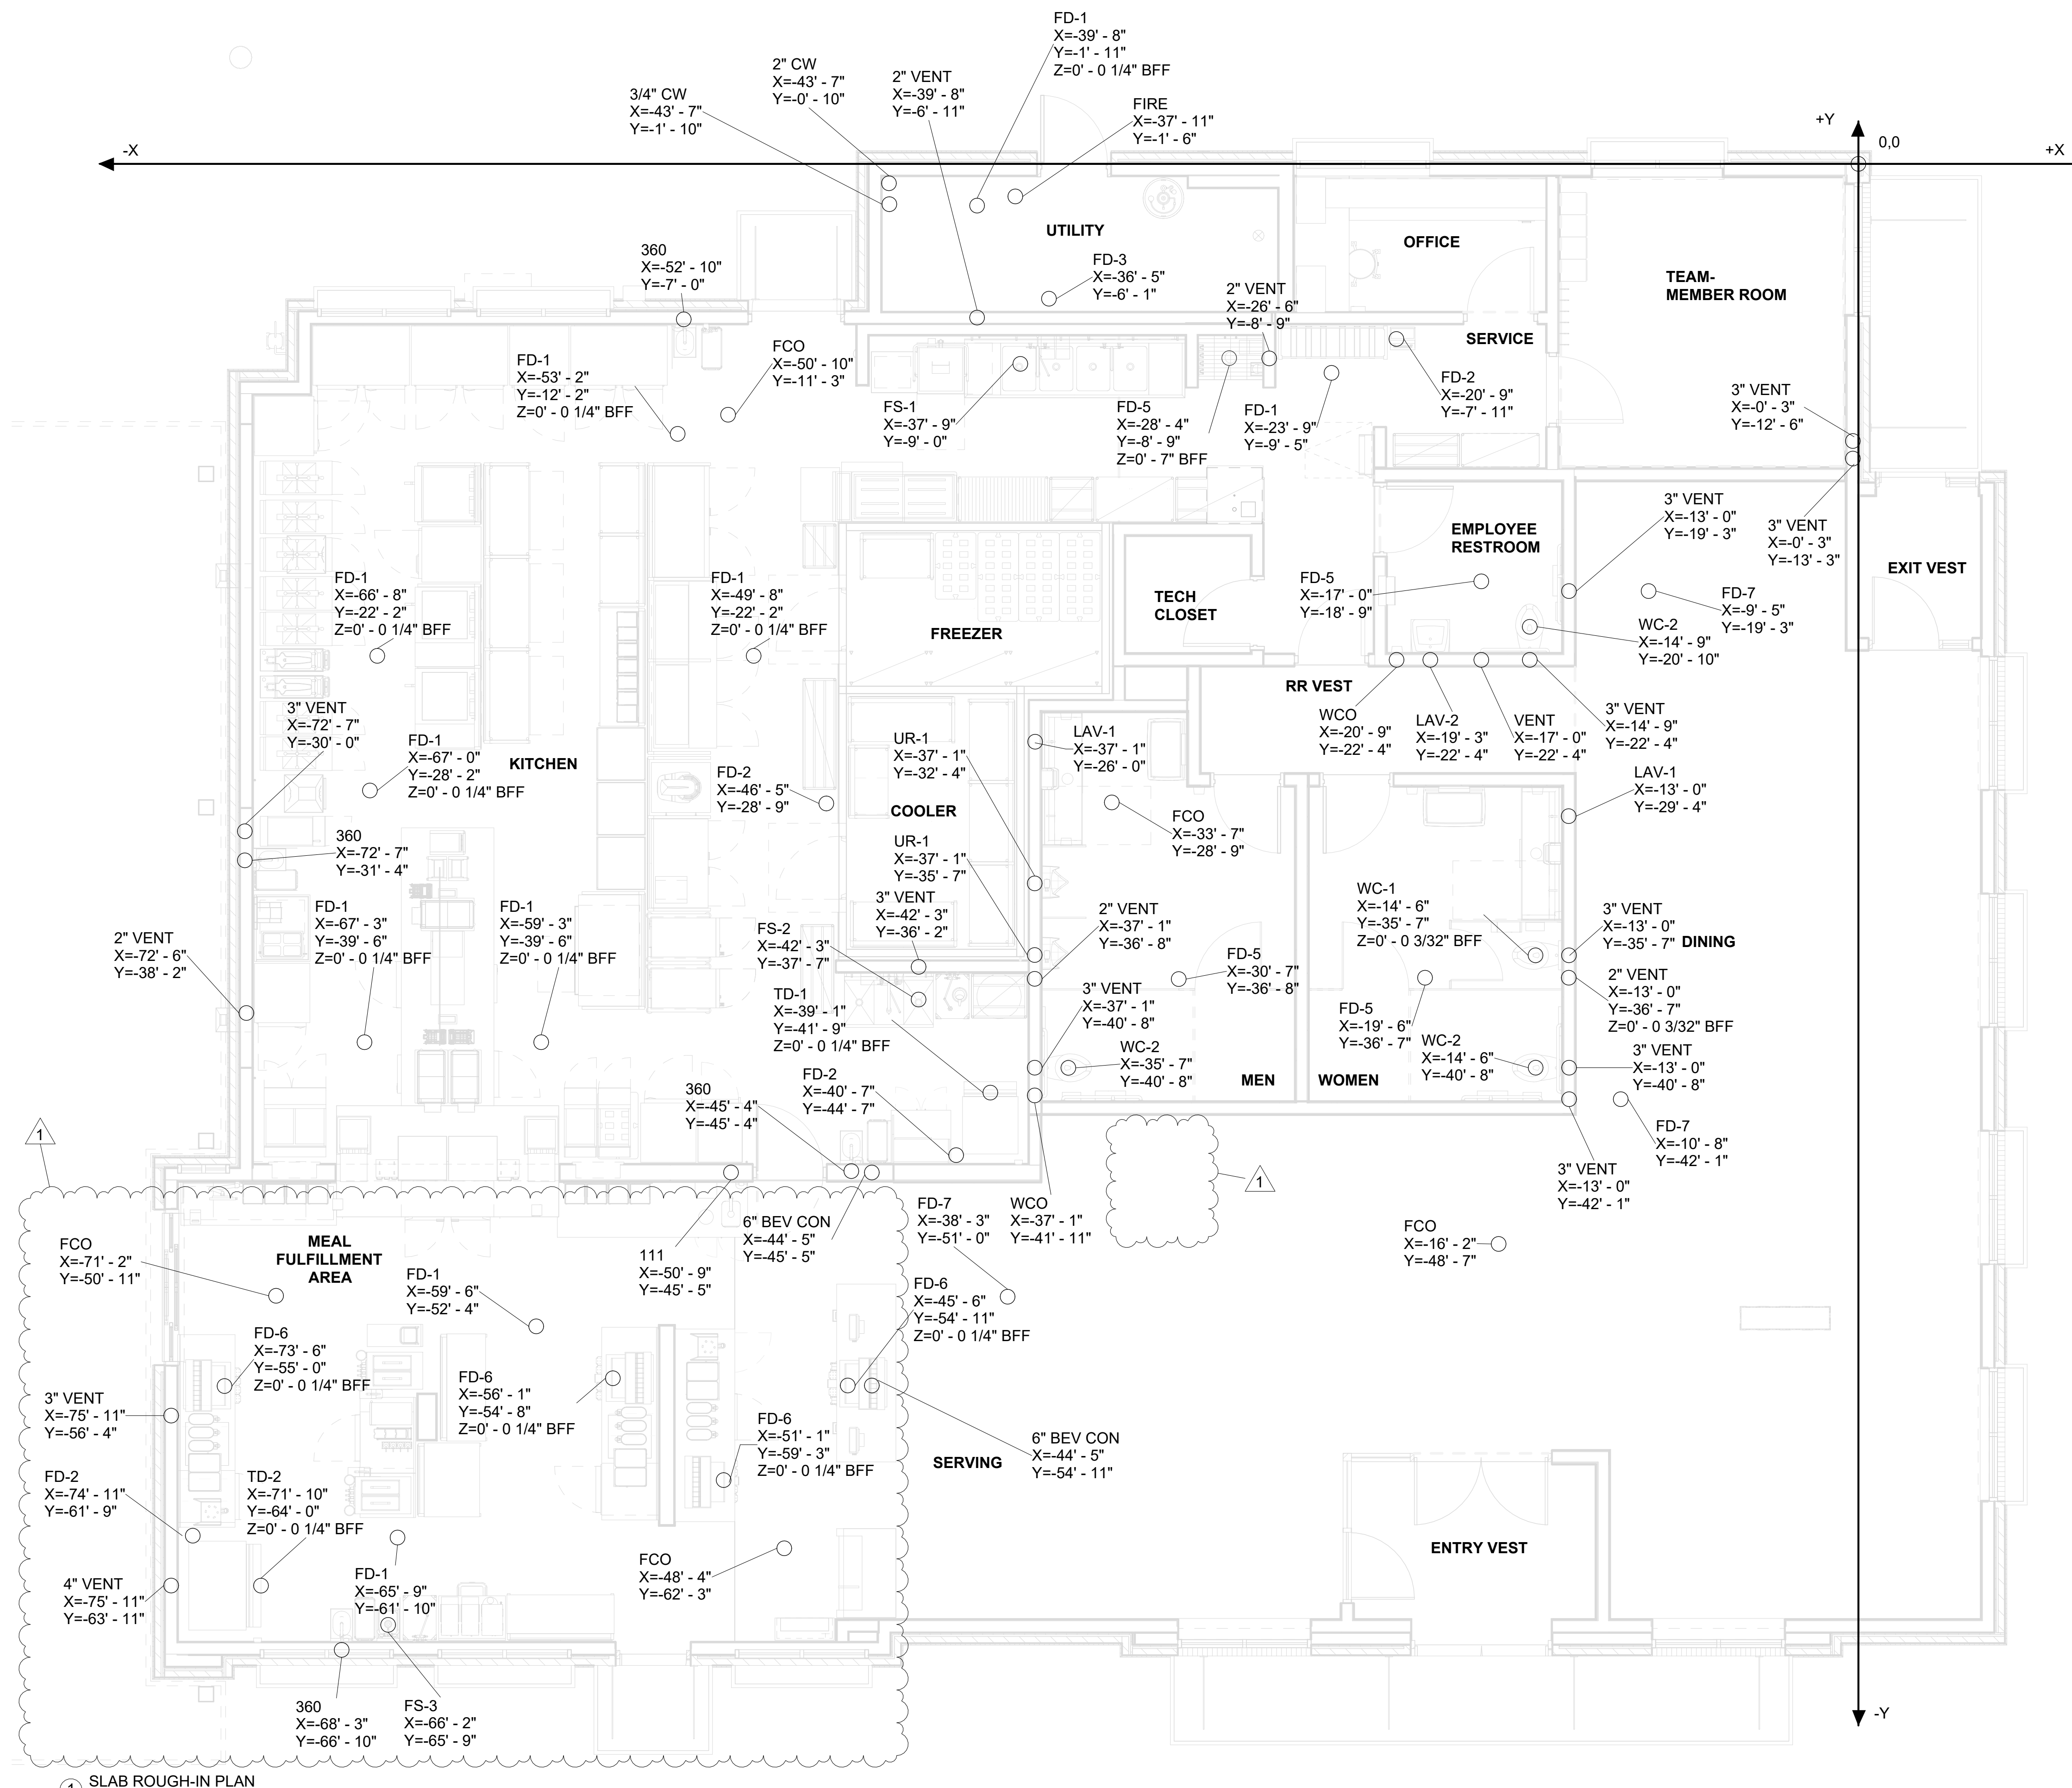 FD-1
X=-39' - 8"
Y=-1' - 11"
Z=0' - 0 1/4" BFF
2" CW
X=-43' - 7"
Y=-0' - 10"
2" VENT
X=-39' - 8"
Y=-6' - 11"
3/4" CW
X=-43' - 7"
Y=-1' - 10"
FIRE
X=-37' - 11"
Y=-1' - 6"
+Y
0,0
-X
+X
UTILITY
OFFICE
360
X=-52' - 10"
Y=-7' - 0"
FD-3
X=-36' - 5"
Y=-6' - 1"
TEAM-
MEMBER ROOM
2" VENT
X=-26' - 6"
Y=-8' - 9"
SERVICE
FCO
X=-50' - 10"
Y=-11' - 3"
FD-1
X=-53' - 2"
Y=-12' - 2"
Z=0' - 0 1/4" BFF
FD-2
X=-20' - 9"
Y=-7' - 11"
3" VENT
X=-0' - 3"
Y=-12' - 6"
FS-1
X=-37' - 9"
Y=-9' - 0"
FD-5
X=-28' - 4"
Y=-8' - 9"
Z=0' - 7" BFF
FD-1
X=-23' - 9"
Y=-9' - 5"
3" VENT
X=-13' - 0"
Y=-19' - 3"
3" VENT
X=-0' - 3"
Y=-13' - 3"
EMPLOYEE
RESTROOM
EXIT VEST
FD-1
X=-66' - 8"
Y=-22' - 2"
Z=0' - 0 1/4" BFF
FD-1
X=-49' - 8"
Y=-22' - 2"
Z=0' - 0 1/4" BFF
FD-5
X=-17' - 0"
Y=-18' - 9"
FD-7
X=-9' - 5"
Y=-19' - 3"
TECH
CLOSET
FREEZER
WC-2
X=-14' - 9"
Y=-20' - 10"
RR VEST
3" VENT
X=-72' - 7"
Y=-30' - 0"
WCO
X=-20' - 9"
Y=-22' - 4"
LAV-2
X=-19' - 3"
Y=-22' - 4"
VENT
X=-17' - 0"
Y=-22' - 4"
3" VENT
X=-14' - 9"
Y=-22' - 4"
FD-1
X=-67' - 0"
Y=-28' - 2"
Z=0' - 0 1/4" BFF
KITCHEN
UR-1
X=-37' - 1"
Y=-32' - 4"
LAV-1
X=-37' - 1"
Y=-26' - 0"
FD-2
X=-46' - 5"
Y=-28' - 9"
LAV-1
X=-13' - 0"
Y=-29' - 4"
COOLER
FCO
X=-33' - 7"
Y=-28' - 9"
360
X=-72' - 7"
Y=-31' - 4"
UR-1
X=-37' - 1"
Y=-35' - 7"
3" VENT
X=-42' - 3"
Y=-36' - 2"
WC-1
X=-14' - 6"
Y=-35' - 7"
Z=0' - 0 3/32" BFF
FD-1
X=-67' - 3"
Y=-39' - 6"
Z=0' - 0 1/4" BFF
FD-1
X=-59' - 3"
Y=-39' - 6"
Z=0' - 0 1/4" BFF
2" VENT
X=-37' - 1"
Y=-36' - 8"
3" VENT
X=-13' - 0"
Y=-35' - 7"
DINING
FS-2
X=-42' - 3"
Y=-37' - 7"
2" VENT
X=-72' - 6"
Y=-38' - 2"
FD-5
X=-30' - 7"
Y=-36' - 8"
2" VENT
X=-13' - 0"
Y=-36' - 7"
Z=0' - 0 3/32" BFF
TD-1
X=-39' - 1"
Y=-41' - 9"
Z=0' - 0 1/4" BFF
3" VENT
X=-37' - 1"
Y=-40' - 8"
FD-5
X=-19' - 6"
Y=-36' - 7"
WC-2
X=-35' - 7"
Y=-40' - 8"
WC-2
X=-14' - 6"
Y=-40' - 8"
3" VENT
X=-13' - 0"
Y=-40' - 8"
MEN
WOMEN
360
X=-45' - 4"
Y=-45' - 4"
FD-2
X=-40' - 7"
Y=-44' - 7"
FD-7
X=-10' - 8"
Y=-42' - 1"
1
3" VENT
X=-13' - 0"
Y=-42' - 1"
1
WCO
X=-37' - 1"
Y=-41' - 11"
FD-7
X=-38' - 3"
Y=-51' - 0"
6" BEV CON
X=-44' - 5"
Y=-45' - 5"
FCO
X=-16' - 2"
Y=-48' - 7"
MEAL
FULFILLMENT
AREA
FCO
X=-71' - 2"
Y=-50' - 11"
111
X=-50' - 9"
Y=-45' - 5"
FD-1
X=-59' - 6"
Y=-52' - 4"
FD-6
X=-45' - 6"
Y=-54' - 11"
Z=0' - 0 1/4" BFF
FD-6
X=-73' - 6"
Y=-55' - 0"
Z=0' - 0 1/4" BFF
FD-6
X=-56' - 1"
Y=-54' - 8"
Z=0' - 0 1/4" BFF
3" VENT
X=-75' - 11"
Y=-56' - 4"
FD-6
X=-51' - 1"
Y=-59' - 3"
Z=0' - 0 1/4" BFF
6" BEV CON
X=-44' - 5"
Y=-54' - 11"
SERVING
FD-2
X=-74' - 11"
Y=-61' - 9"
TD-2
X=-71' - 10"
Y=-64' - 0"
Z=0' - 0 1/4" BFF
ENTRY VEST
FCO
X=-48' - 4"
Y=-62' - 3"
4" VENT
X=-75' - 11"
Y=-63' - 11"
FD-1
X=-65' - 9"
Y=-61' - 10"
360
X=-68' - 3"
Y=-66' - 10"
FS-3
X=-66' - 2"
Y=-65' - 9"
-Y
SLAB ROUGH-IN PLAN